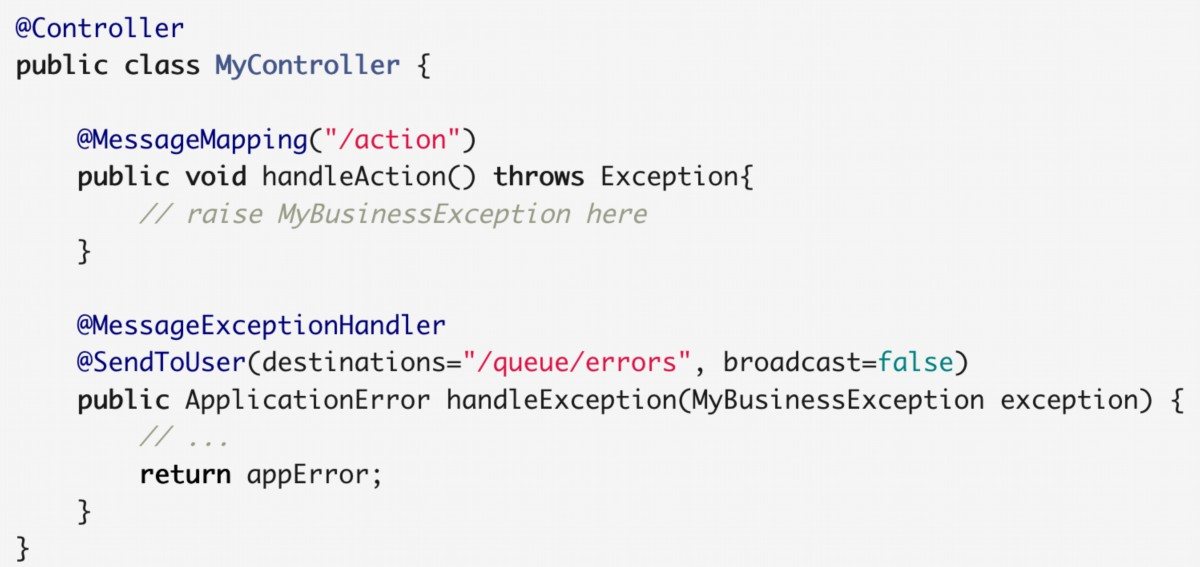 @Controller
public class MyController {
@MessageMapping("/action")
public void handleAction() throws Exception{
// raise MyBusinessException here
}
@MessageExceptionHandler
@SendToUser(destinations="/queue/errors", broadcast=false)
public ApplicationError handleException(MyBusinessException exception) {
// ...
return appError;
}
}